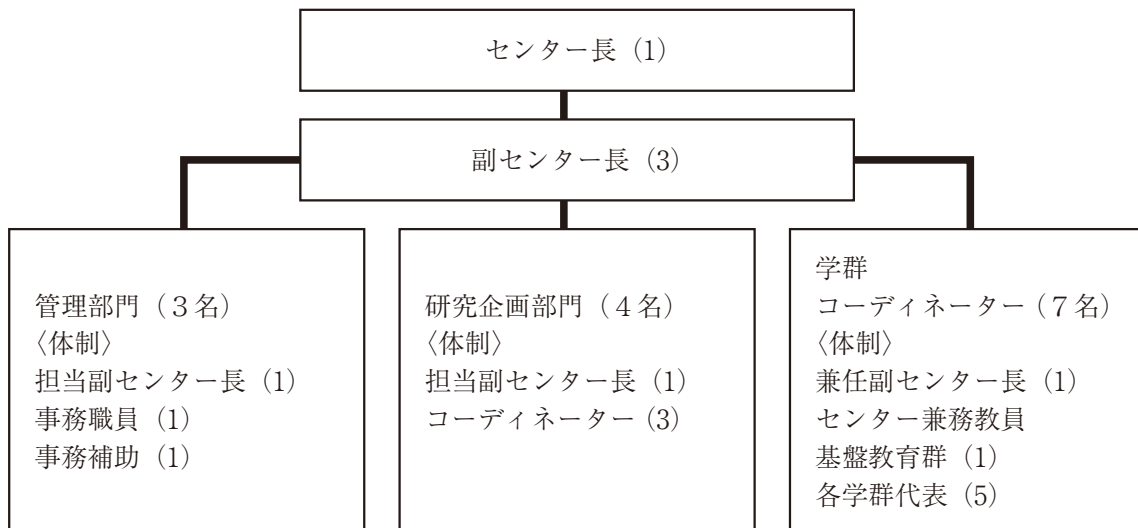 センター長（1）
副センター長（3）
管理部門（３名）
〈体制〉
担当副センター長（1）
事務職員（1）
事務補助（1）
研究企画部門（４名）
〈体制〉
担当副センター長（1）
コーディネーター（3）
学群
コーディネーター（７名）
〈体制〉
兼任副センター長（1）
センター兼務教員
基盤教育群（1）
各学群代表（5）